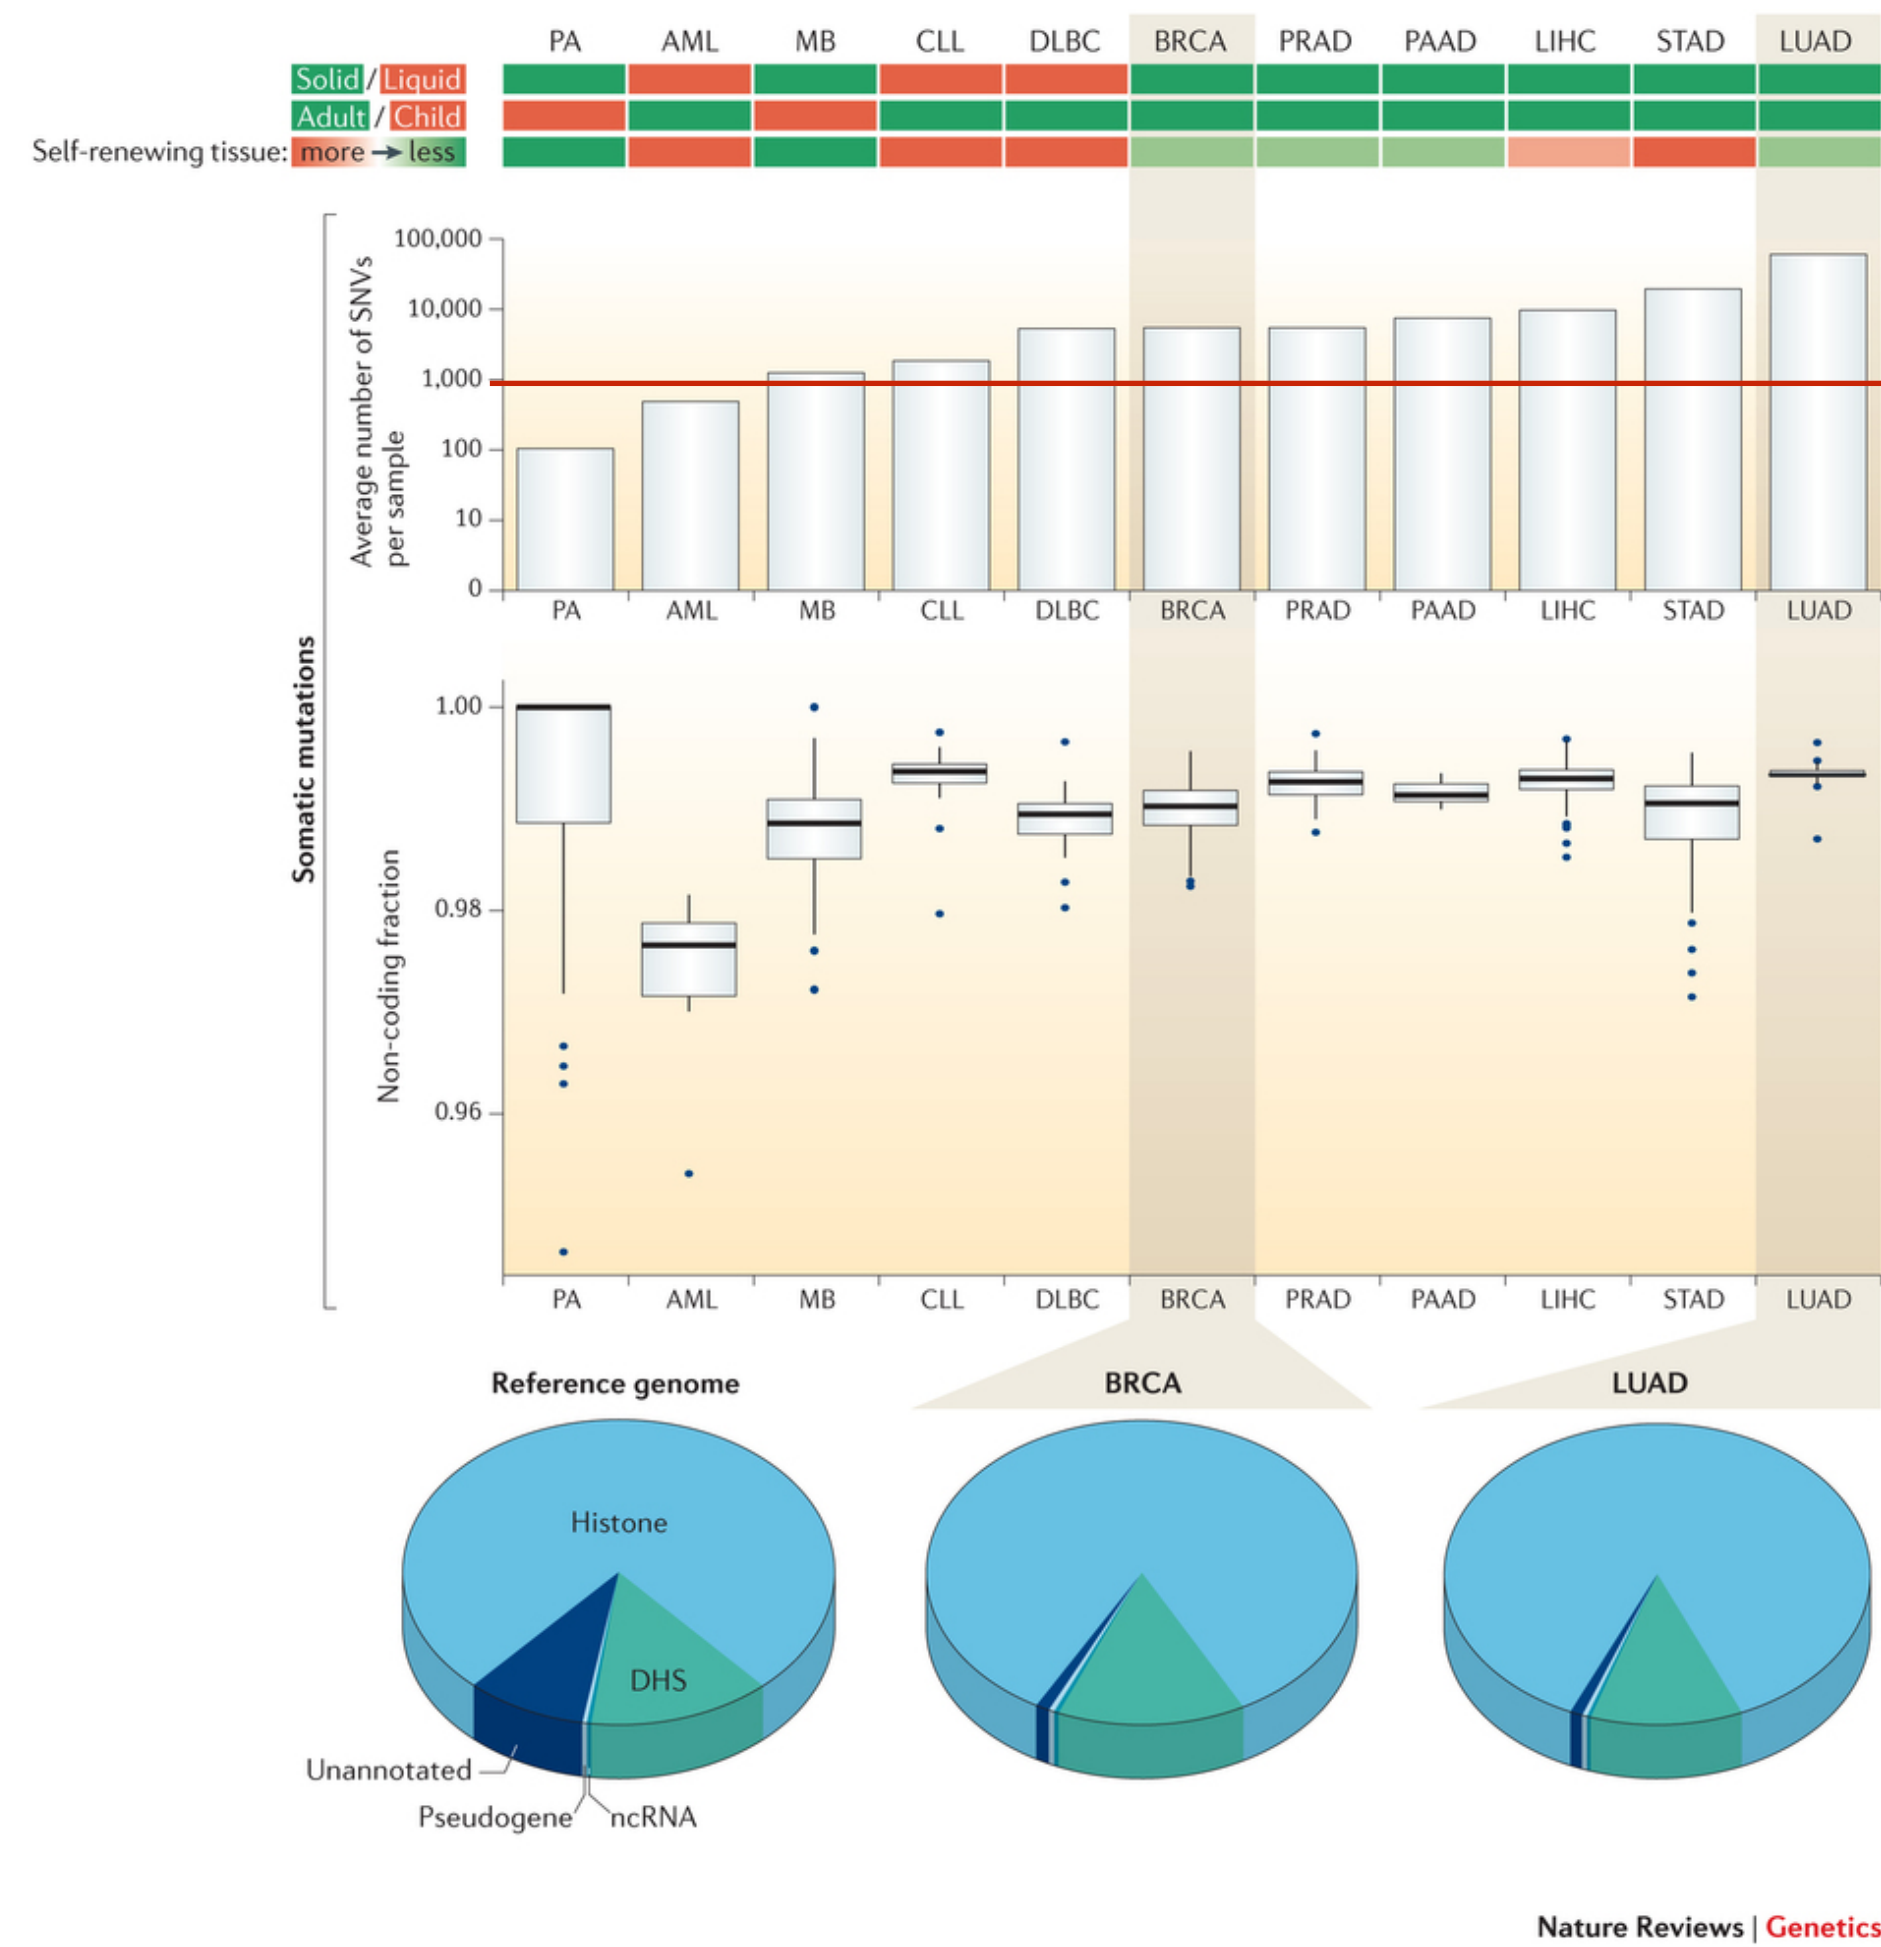 PA AML MB CLL DLBC BRCA PRAD PAAD LIHC STAD LUAD
Solid / Liquid
Adult / Child
Self-renewing tissue: more → less
Somatic mutations
Average number of SNVs
per sample
100,000
10,000
1,000
100
10
0
PA AML MB CLL DLBC BRCA PRAD PAAD LIHC STAD LUAD
Non-coding fraction
1.00
0.98
0.96
PA AML MB CLL DLBC BRCA PRAD PAAD LIHC STAD LUAD
Reference genome BRCA LUAD
Histone
DHS
Unannotated
Pseudogene ncRNA
Nature Reviews | Genetics